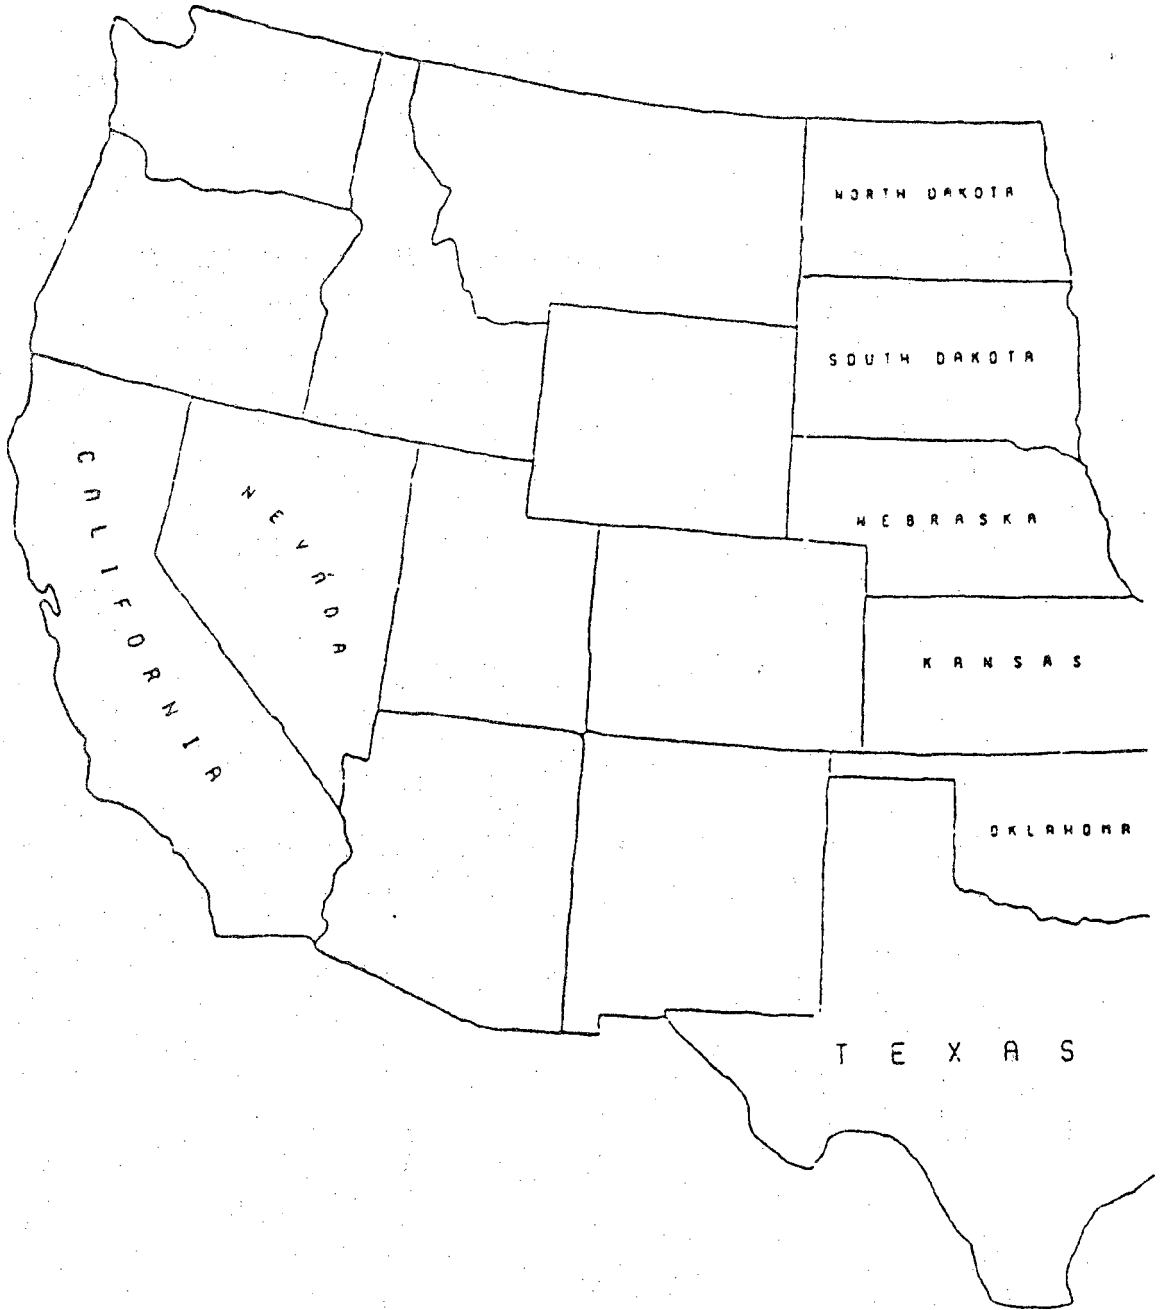 NORTH DAKOTA
SOUTH DAKOTA
CALIFORNIA
NEVADA
NEBRASKA
KANSAS
OKLAHOMA
TEXAS